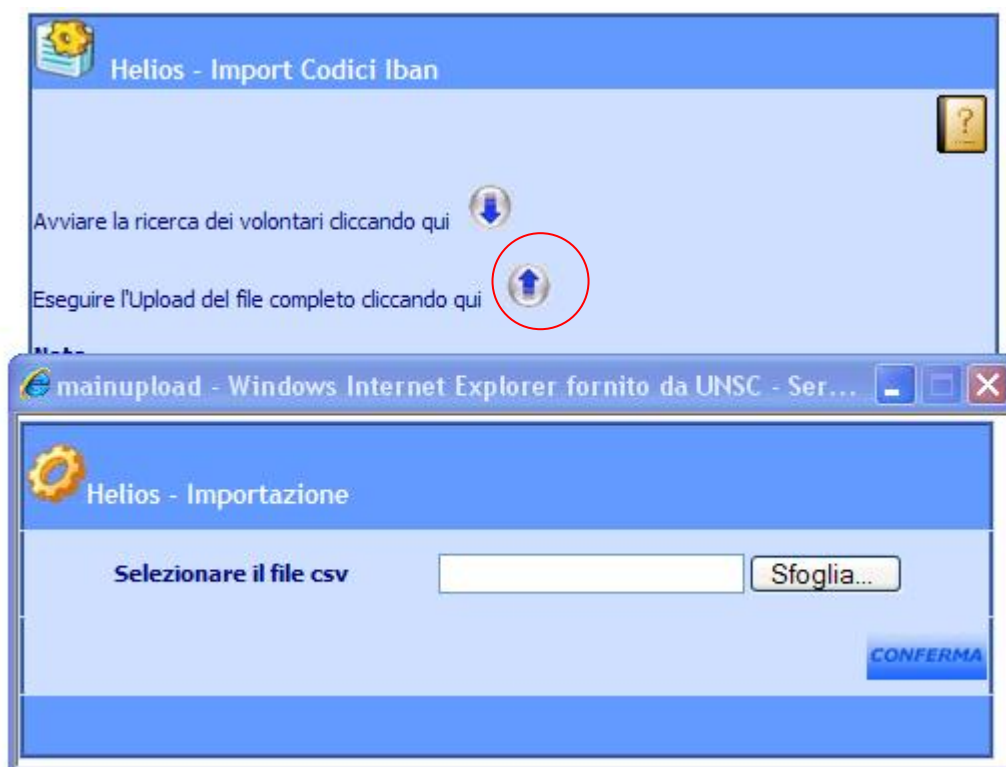 Helios - Import Codici Iban
?
Avviare la ricerca dei volontari cliccando qui
Eseguire l'Upload del file completo cliccando qui
mainupload - Windows Internet Explorer fornito da UNSC - Ser...
Helios - Importazione
Selezionare il file csv
Sfoglia...
CONFERMA